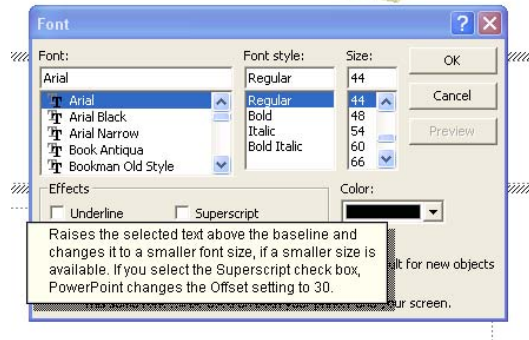 Font
Font: Font style: Size:
Arial Regular 44 OK
Arial Regular 44 Cancel
Arial Black Bold 48
Arial Narrow Italic 54 Preview
Book Antiqua Bold Italic 60
Bookman Old Style 66
Effects Color:
Underline Superscript
Raises the selected text above the baseline and
changes it to a smaller font size, if a smaller size is
available. If you select the Superscript check box,
PowerPoint changes the Offset setting to 30.
for new objects
screen.